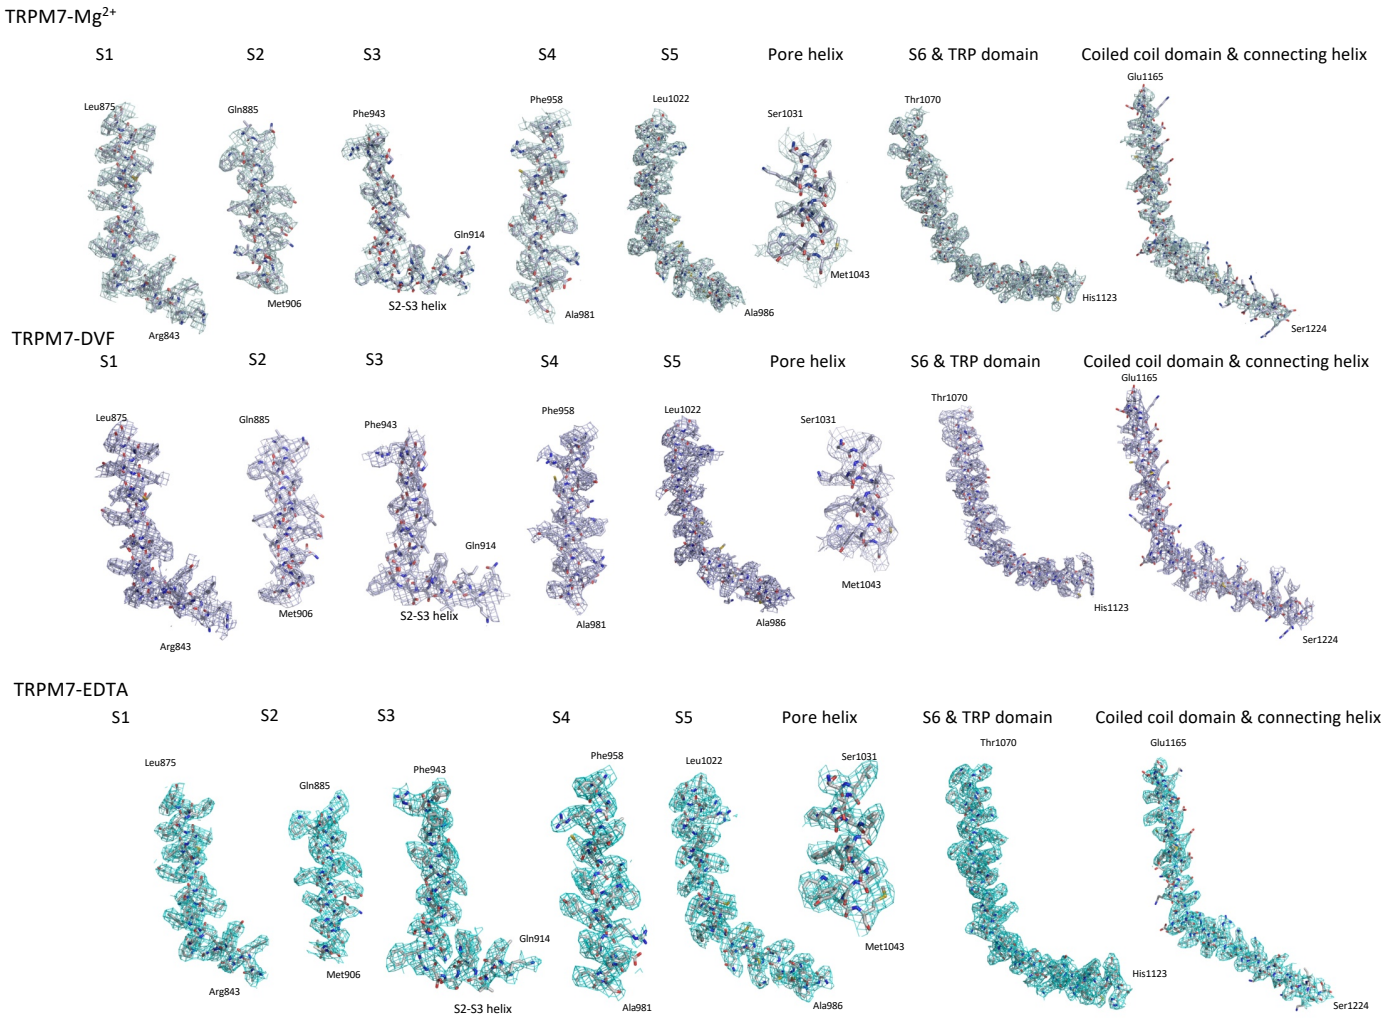 TRPM7-Mg2+
S1 S2 S3 S4 S5 Pore helix S6 & TRP domain Coiled coil domain & connecting helix
Glu1165
Leu875 Gln885 Phe943 Phe958 Leu1022 Ser1031 Thr1070
Gln914
Met906 S2-S3 helix Ala981 Ala986 Met1043 His1123
Arg843 Ser1224
TRPM7-DVF
S1 S2 S3 S4 S5 Pore helix S6 & TRP domain Coiled coil domain & connecting helix
Glu1165
Leu875 Gln885 Phe943 Phe958 Leu1022 Ser1031 Thr1070
Gln914
Met1043
Met906 S2-S3 helix Ala981 Ala986 His1123
Arg843 Ser1224
TRPM7-EDTA
S1 S2 S3 S4 S5 Pore helix S6 & TRP domain Coiled coil domain & connecting helix
Leu875 Gln885 Phe943 Phe958 Leu1022 Ser1031 Thr1070 Glu1165
Gln914 Met1043
Met906 His1123
Arg843 S2-S3 helix Ala981 Ala986 Ser1224